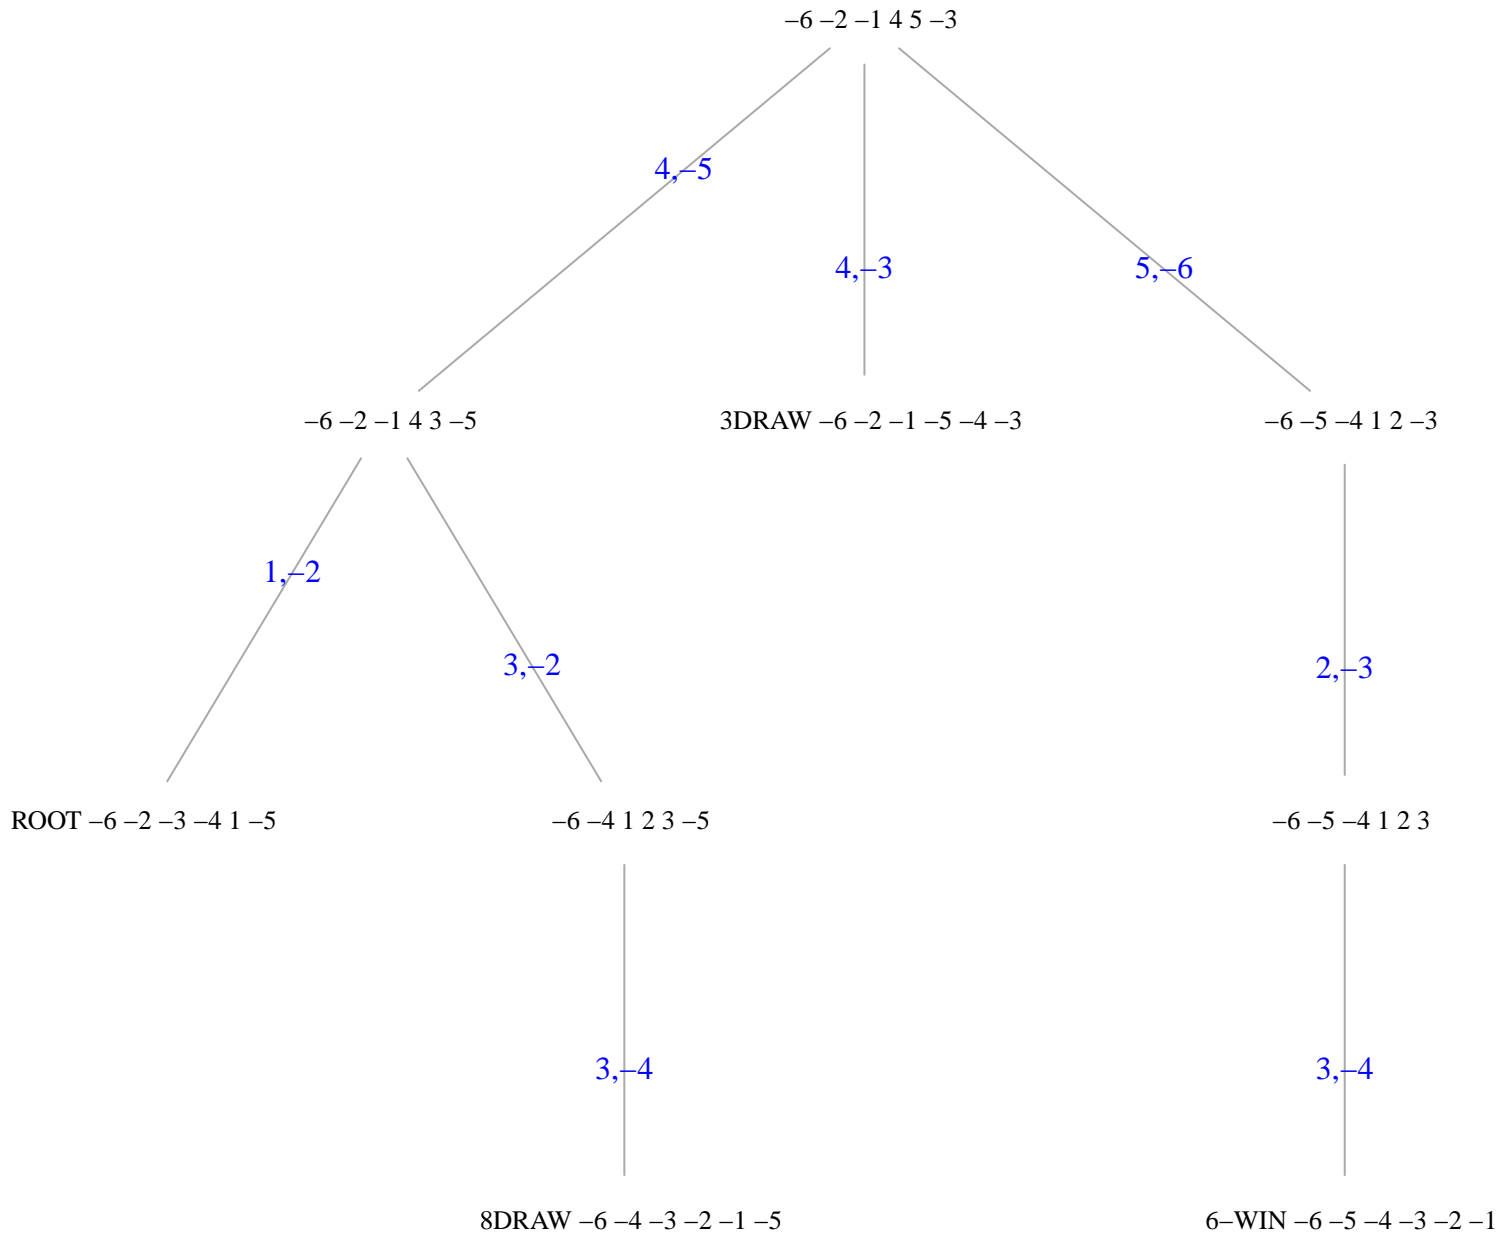 –6 –2 –1 4 5 –3
4,–5
4,–3
5,–6
–6 –2 –1 4 3 –5
3DRAW –6 –2 –1 –5 –4 –3
–6 –5 –4 1 2 –3
1,–2
3,–2
2,–3
ROOT –6 –2 –3 –4 1 –5
–6 –4 1 2 3 –5
–6 –5 –4 1 2 3
3,–4
3,–4
8DRAW –6 –4 –3 –2 –1 –5
6–WIN –6 –5 –4 –3 –2 –1